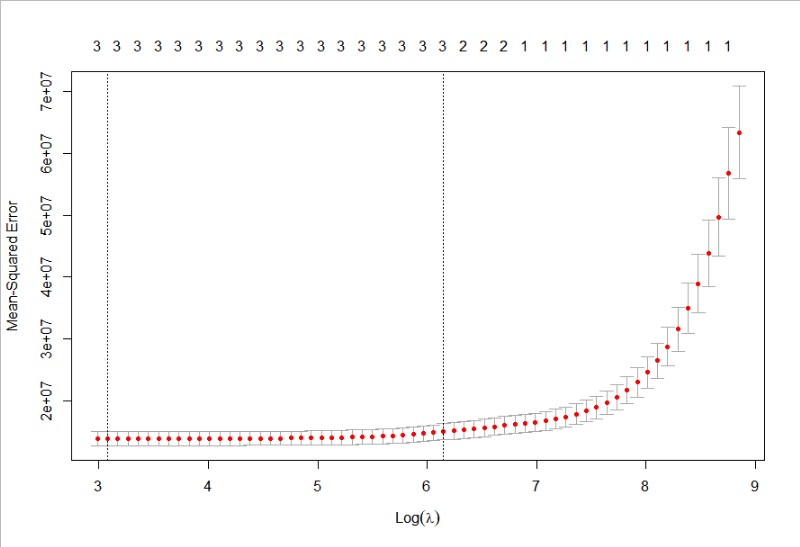 3 3 3 3 3 3 3 3 3 3 3 3 3 3 3 3 3 3 2 2 2 1 1 1 1 1 1 1 1 1 1 1
7e+07
6e+07
5e+07
4e+07
3e+07
2e+07
Mean-Squared Error
3 4 5 6 7 8 9
Log(λ)